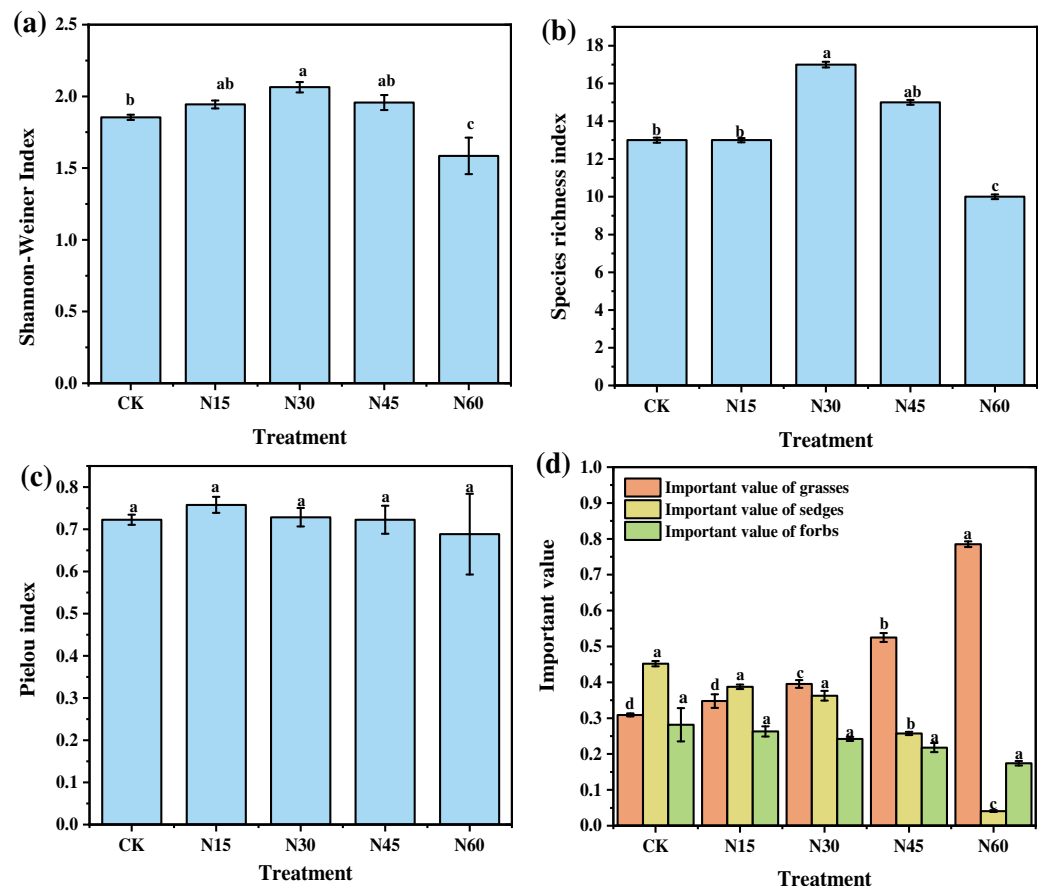 (a)
Shannon-Weiner Index
2.5
2.0
1.5
1.0
0.5
0.0
b
ab
a
ab
c
CK N15 N30 N45 N60
Treatment
(b)
Species richness index
18
16
14
12
10
8
6
4
2
0
b
b
a
ab
c
CK N15 N30 N45 N60
Treatment
(c)
Pielou index
0.8
0.7
0.6
0.5
0.4
0.3
0.2
0.1
0.0
a
a
a
a
a
CK N15 N30 N45 N60
Treatment
(d)
Important value
1.0
0.9
0.8
0.7
0.6
0.5
0.4
0.3
0.2
0.1
0.0
Important value of grasses
Important value of sedges
Important value of forbs
d a a
d a a
c a a
b b a
a c a
CK N15 N30 N45 N60
Treatment